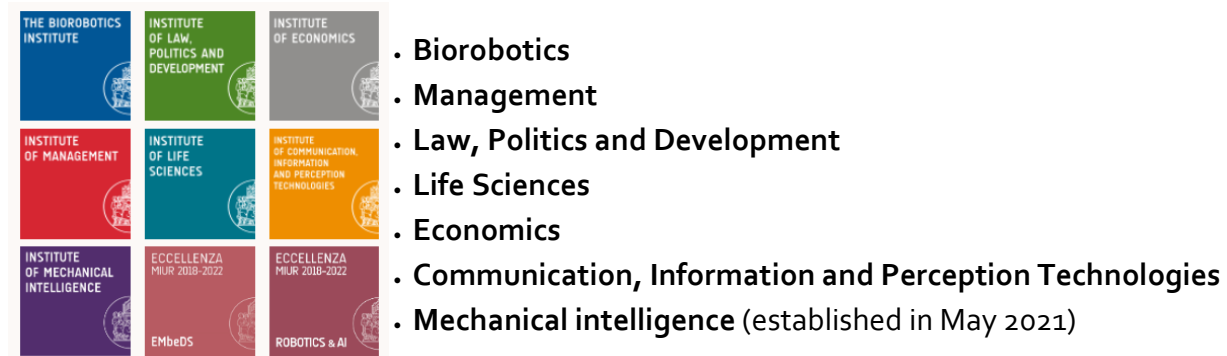 THE BIOROBOTICS
INSTITUTE
INSTITUTE
OF LAW,
POLITICS AND
DEVELOPMENT
INSTITUTE
OF ECONOMICS
INSTITUTE
OF MANAGEMENT
INSTITUTE
OF LIFE
SCIENCES
INSTITUTE
OF COMMUNICATION,
INFORMATION
AND PERCEPTION
TECHNOLOGIES
INSTITUTE
OF MECHANICAL
INTELLIGENCE
ECCELLENZA
MIUR 2018-2022
EMbeDS
ECCELLENZA
MIUR 2018-2022
ROBOTICS & AI
• Biorobotics
• Management
• Law, Politics and Development
• Life Sciences
• Economics
• Communication, Information and Perception Technologies
• Mechanical intelligence (established in May 2021)